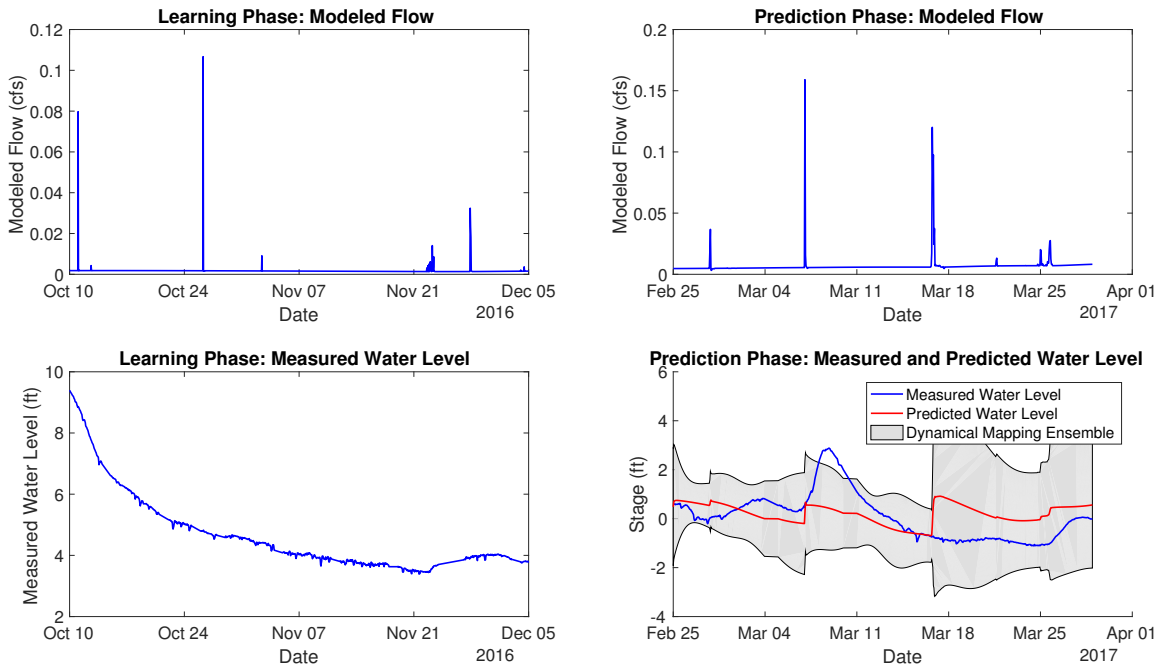 Learning Phase: Modeled Flow
0.12
0.1
0.08
0.06
0.04
0.02
0
Modeled Flow (cfs)
Oct 10
Oct 24
Nov 07
Nov 21
Dec 05
Date
2016
Prediction Phase: Modeled Flow
0.2
0.15
0.1
0.05
0
Modeled Flow (cfs)
Feb 25
Mar 04
Mar 11
Mar 18
Mar 25
Apr 01
Date
2017
Learning Phase: Measured Water Level
10
8
6
4
2
Measured Water Level (ft)
Oct 10
Oct 24
Nov 07
Nov 21
Dec 05
Date
2016
Prediction Phase: Measured and Predicted Water Level
6
4
2
0
-2
-4
Stage (ft)
Measured Water Level
Predicted Water Level
Dynamical Mapping Ensemble
Feb 25
Mar 04
Mar 11
Mar 18
Mar 25
Apr 01
Date
2017